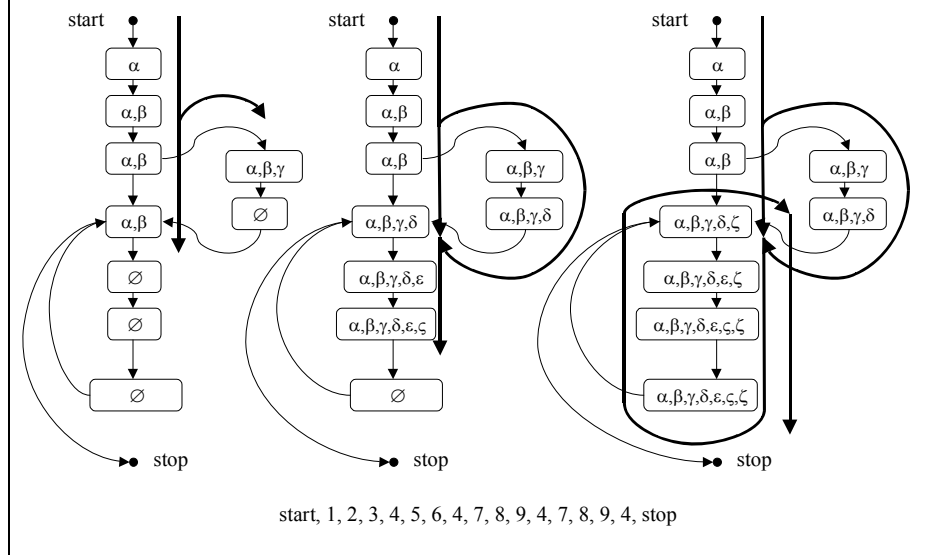 start
α
α,β
α,β
α,β,γ
∅
α,β
∅
∅
∅
stop
start
α
α,β
α,β
α,β,γ
α,β,γ,δ
α,β,γ,δ
α,β,γ,δ,ε
α,β,γ,δ,ε,ς
∅
stop
start
α
α,β
α,β
α,β,γ
α,β,γ,δ
α,β,γ,δ,ζ
α,β,γ,δ,ε,ζ
α,β,γ,δ,ε,ς,ζ
α,β,γ,δ,ε,ς,ζ
stop
start, 1, 2, 3, 4, 5, 6, 4, 7, 8, 9, 4, 7, 8, 9, 4, stop